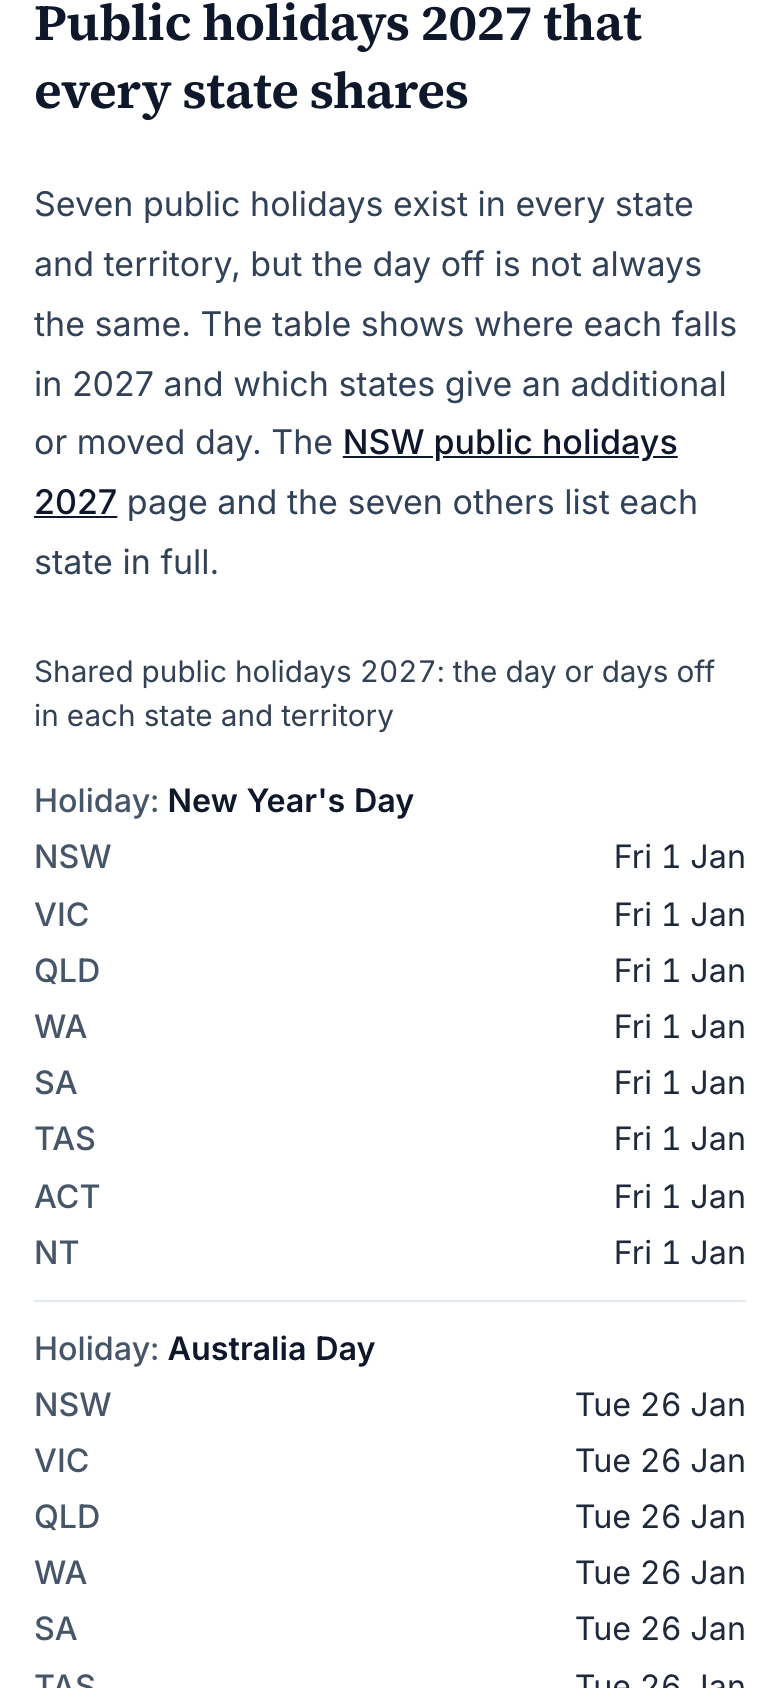 Public holidays 2027 that
every state shares
Seven public holidays exist in every state
and territory, but the day off is not always
the same. The table shows where each falls
in 2027 and which states give an additional
or moved day. The NSW public holidays
2027 page and the seven others list each
state in full.
Shared public holidays 2027: the day or days off
in each state and territory
Holiday: New Year's Day
NSW Fri 1 Jan
VIC Fri 1 Jan
QLD Fri 1 Jan
WA Fri 1 Jan
SA Fri 1 Jan
TAS Fri 1 Jan
ACT Fri 1 Jan
NT Fri 1 Jan
Holiday: Australia Day
NSW Tue 26 Jan
VIC Tue 26 Jan
QLD Tue 26 Jan
WA Tue 26 Jan
SA Tue 26 Jan
TAS Tue 26 Jan